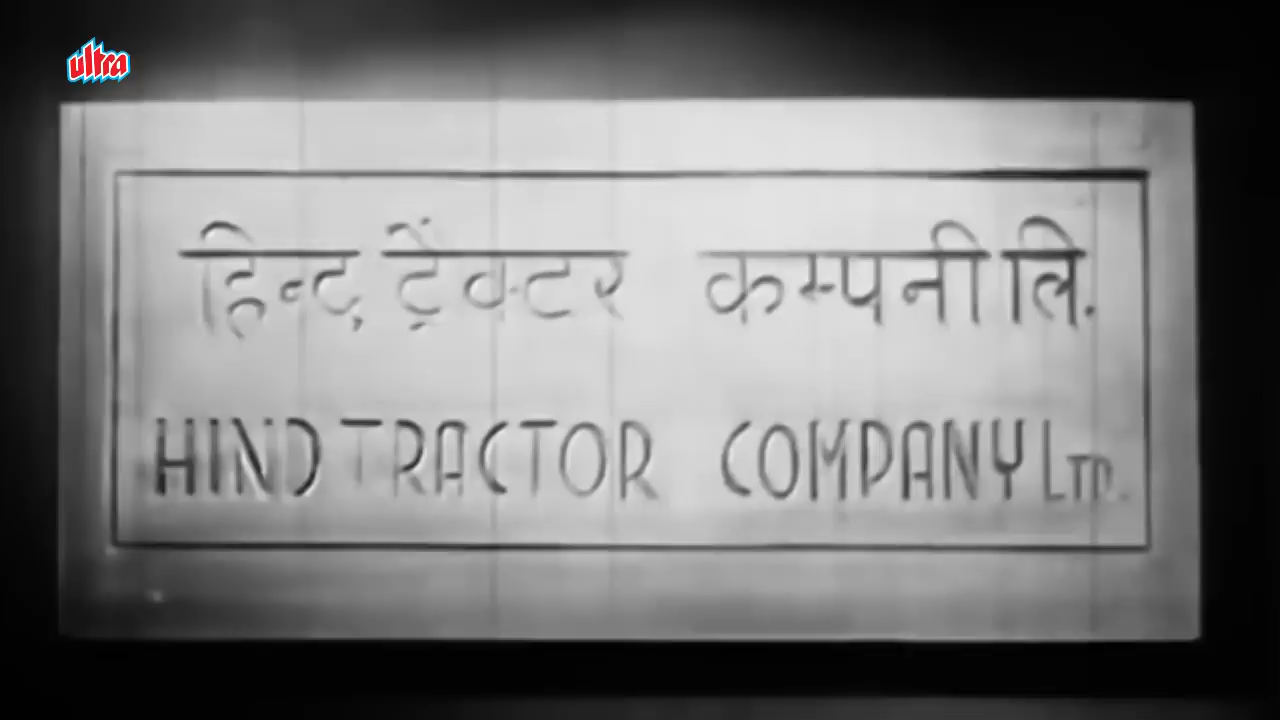 ultra
हिन्द ट्रेंक्टर कम्पनी लि.
HIND TRACTOR COMPANY LTD.